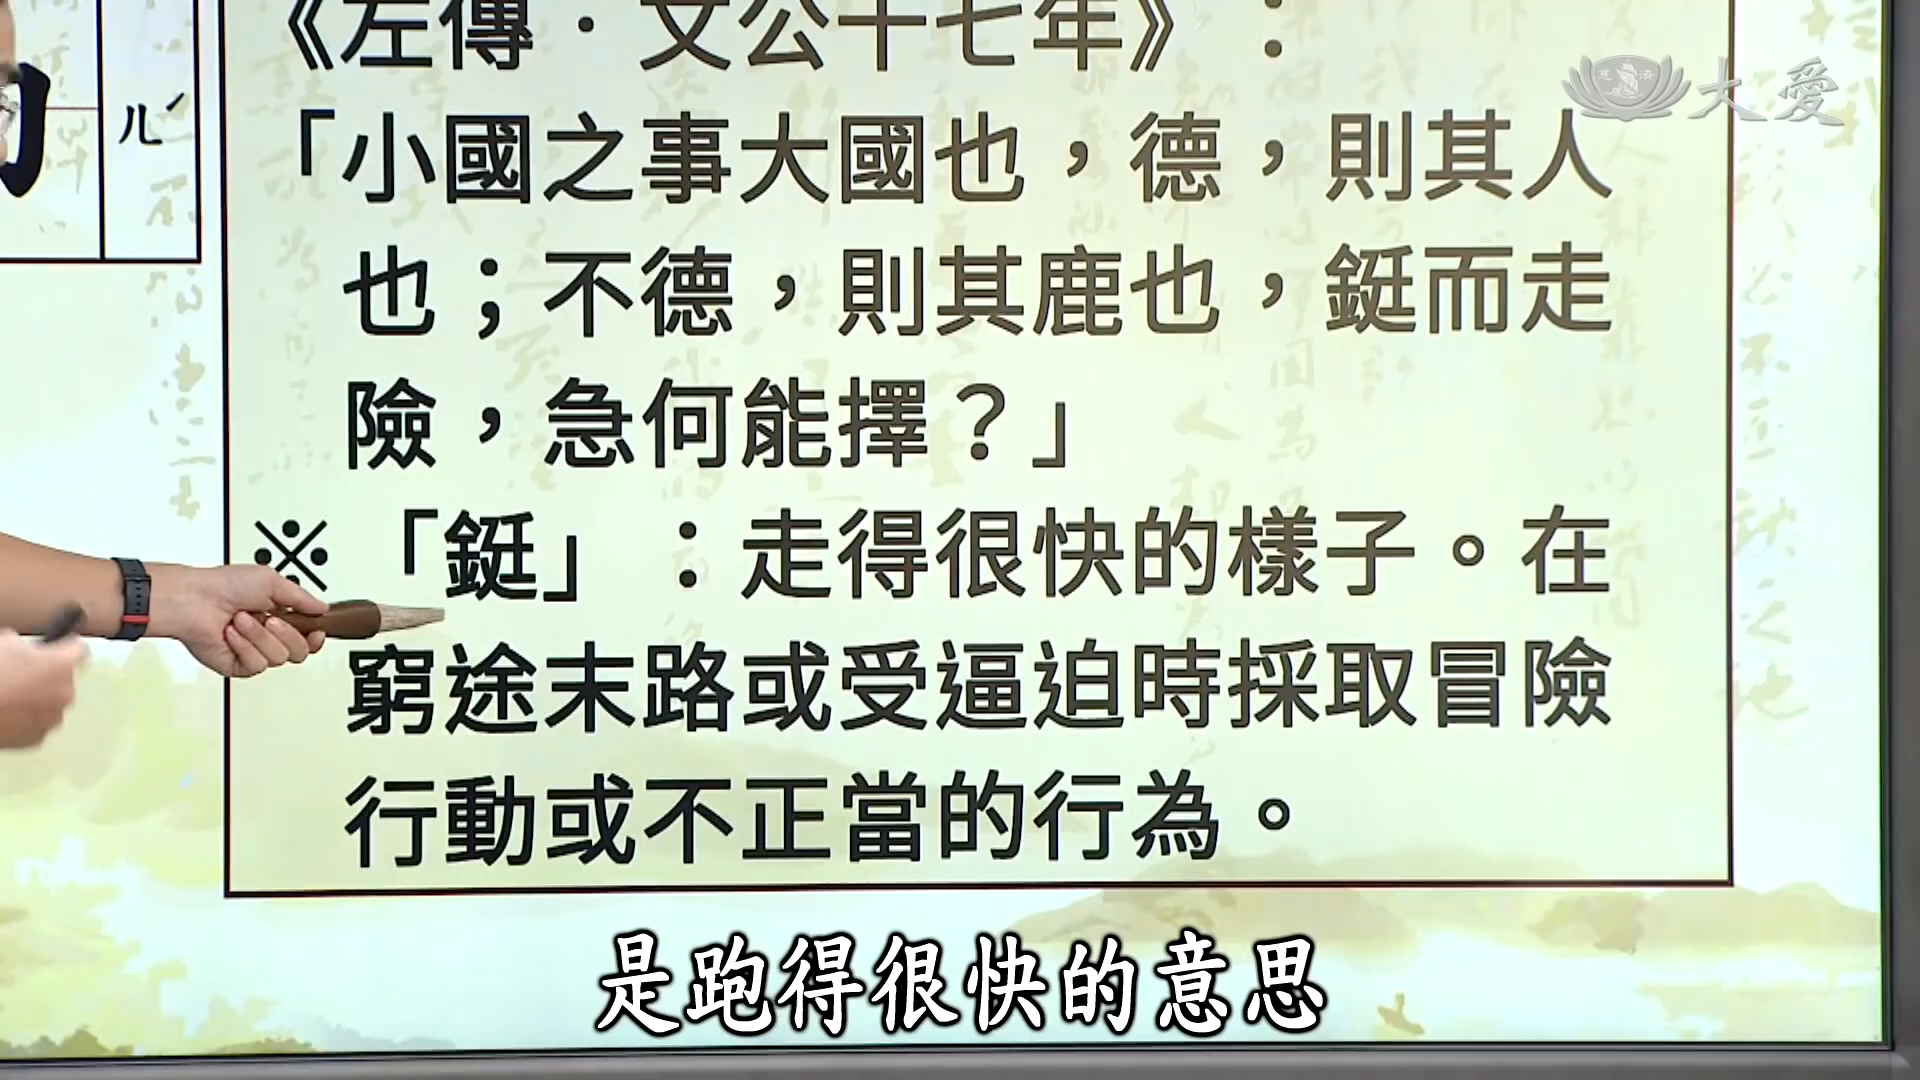 《左傳．文公十七年》：
「小國之事大國也，德，則其人
也；不德，則其鹿也，鋌而走
險，急何能擇？」
※「鋌」：走得很快的樣子。在
窮途末路或受逼迫時採取冒險
行動或不正當的行為。
ㄦˊ
慈濟
大愛
是跑得很快的意思